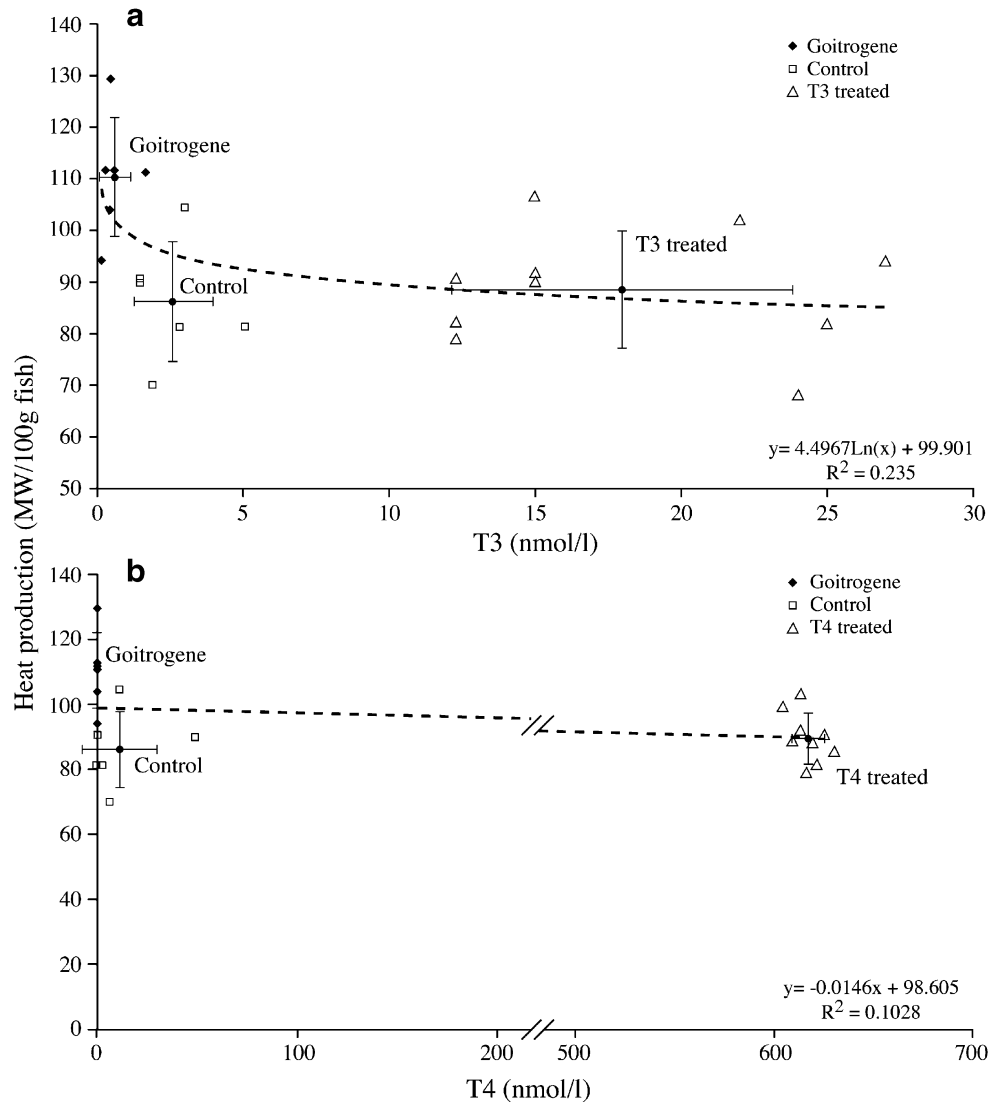 a
140
130
120
110
100
90
80
70
60
50
Goitrogene
Control
T3 treated
Goitrogene
Control
T3 treated
y= 4.4967Ln(x) + 99.901
R2 = 0.235
0 5 10 15 20 25 30
T3 (nmol/l)
Heat production (MW/100g fish)
b
140
120
100
80
60
40
20
0
Goitrogene
Control
T4 treated
Goitrogene
Control
T4 treated
y= -0.0146x + 98.605
R2 = 0.1028
0 100 200 500 600 700
T4 (nmol/l)